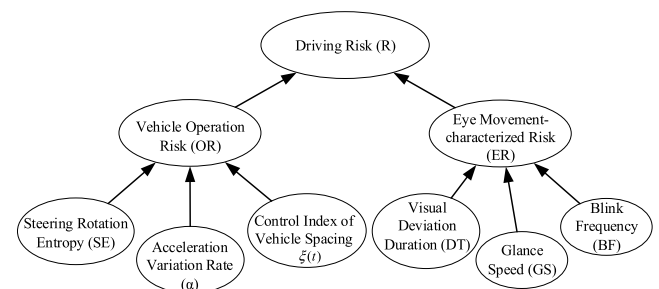 Driving Risk (R)
Vehicle Operation
Risk (OR)
Eye Movement-
characterized Risk
(ER)
Steering Rotation
Entropy (SE)
Acceleration
Variation Rate
(α)
Control Index of
Vehicle Spacing
ξ(t)
Visual
Deviation
Duration (DT)
Glance
Speed (GS)
Blink
Frequency
(BF)